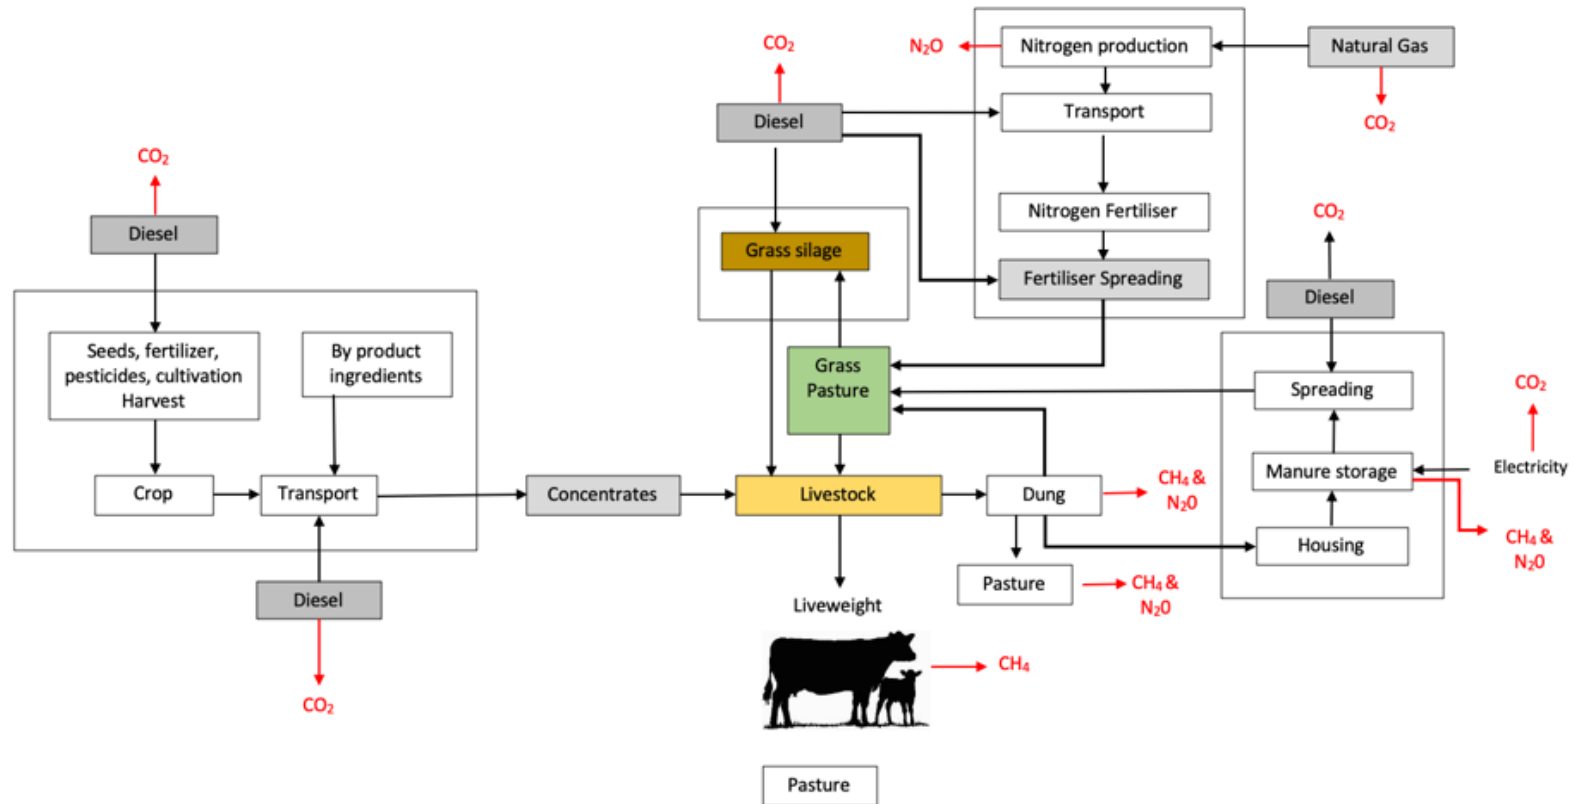 CO₂
N₂O
Nitrogen production
Natural Gas
Diesel
Transport
CO₂
CO₂
Diesel
Nitrogen Fertiliser
CO₂
Grass silage
Fertiliser Spreading
Diesel
Seeds, fertilizer,
pesticides, cultivation
Harvest
By product
ingredients
Grass
Pasture
Spreading
CO₂
Crop
Transport
Concentrates
Livestock
Dung
CH₄ &
N₂0
Manure storage
Electricity
Housing
CH₄ &
N₂0
Diesel
Liveweight
Pasture
CH₄ &
N₂0
CH₄
CO₂
Pasture